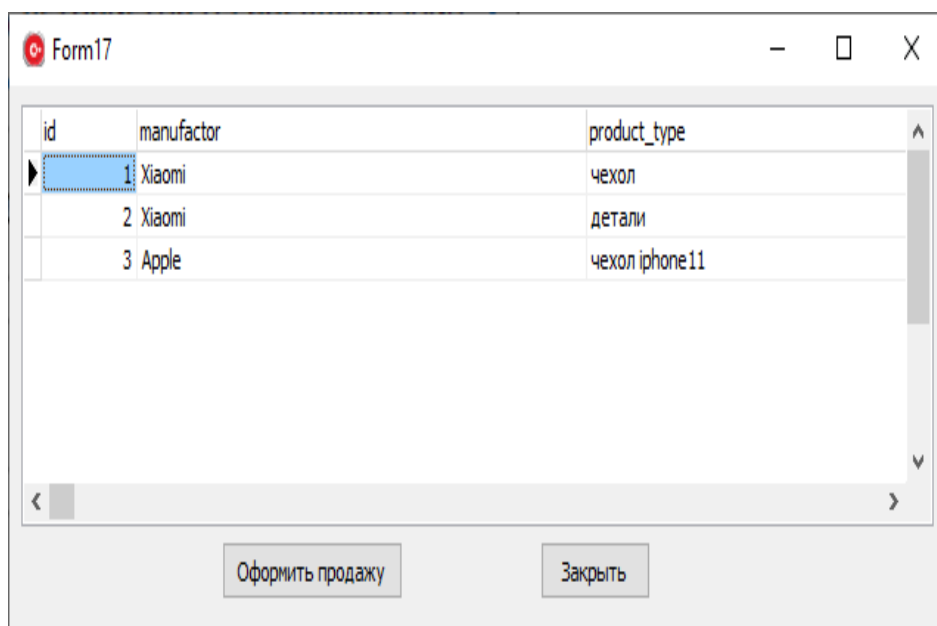 Form17
id manufactor product_type
1 Xiaomi чехол
2 Xiaomi детали
3 Apple чехол iphone11
Оформить продажу Закрыть